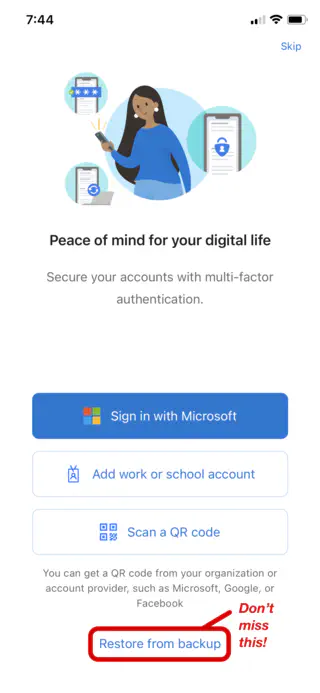 7:44
Skip
Peace of mind for your digital life
Secure your accounts with multi-factor
authentication.
Sign in with Microsoft
Add work or school account
Scan a QR code
You can get a QR code from your organization or
account provider, such as Microsoft, Google, or
Facebook
Don't
miss
this!
Restore from backup